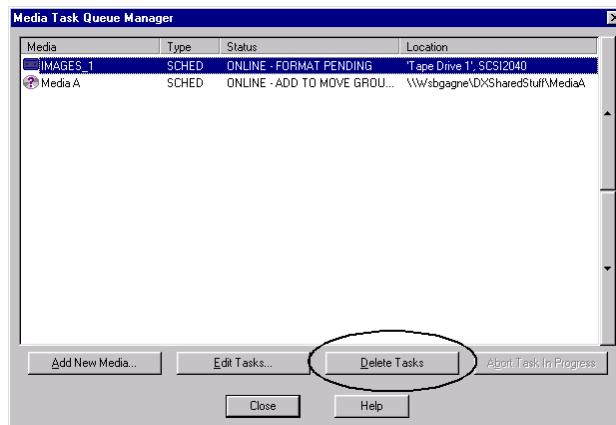 Media Task Queue Manager
Media Type Status Location
IMAGES_1 SCHED ONLINE - FORMAT PENDING 'Tape Drive 1', SCSI2040
Media A SCHED ONLINE - ADD TO MOVE GROU... \\Wsbgagne\DXSharedStuff\MediaA
Add New Media... Edit Tasks... Delete Tasks Abort Task In Progress
Close Help